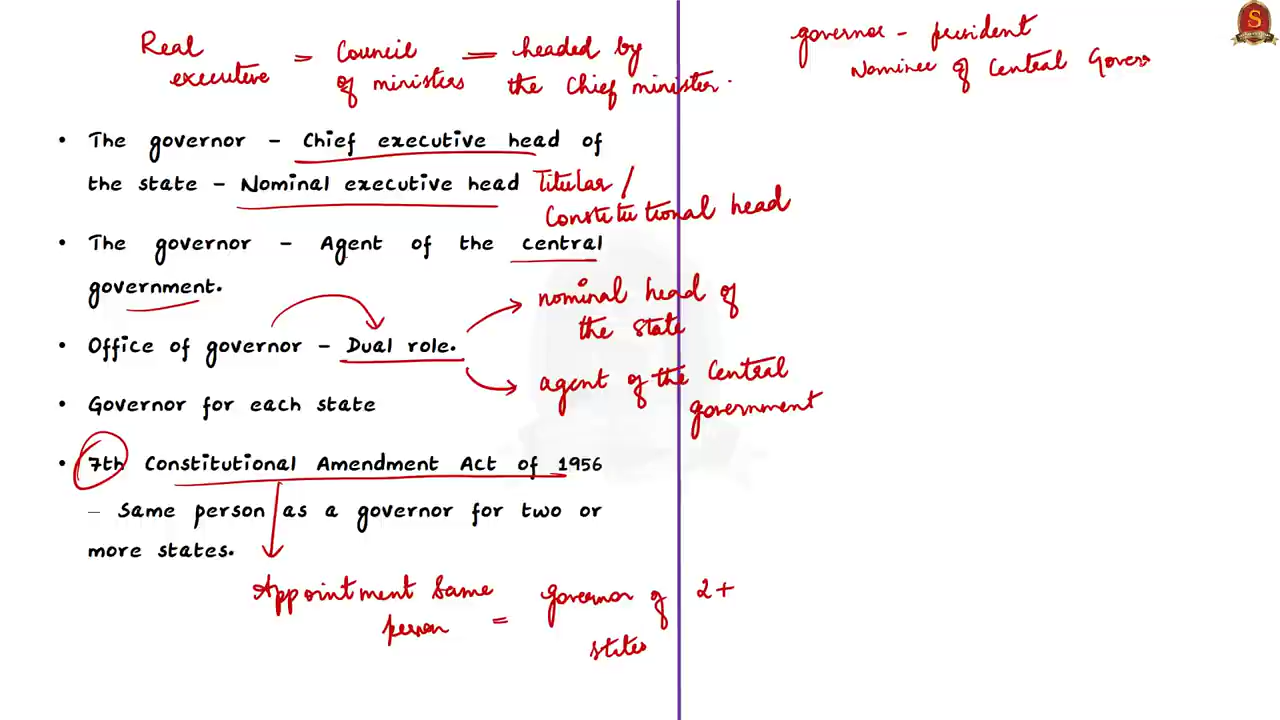 Real
executive = Council of ministers = headed by the Chief minister.
• The governor – Chief executive head of
the state – Nominal executive head Titular / Constitutional head
• The governor – Agent of the central
government.
• Office of governor – Dual role.
nominal head of
the state
agent of the Central
government
• Governor for each state
• 7th Constitutional Amendment Act of 1956
– Same person as a governor for two or
more states.
Appointment Same
person = governor of 2+
states
governor - president
Nominee of Central Govern
S